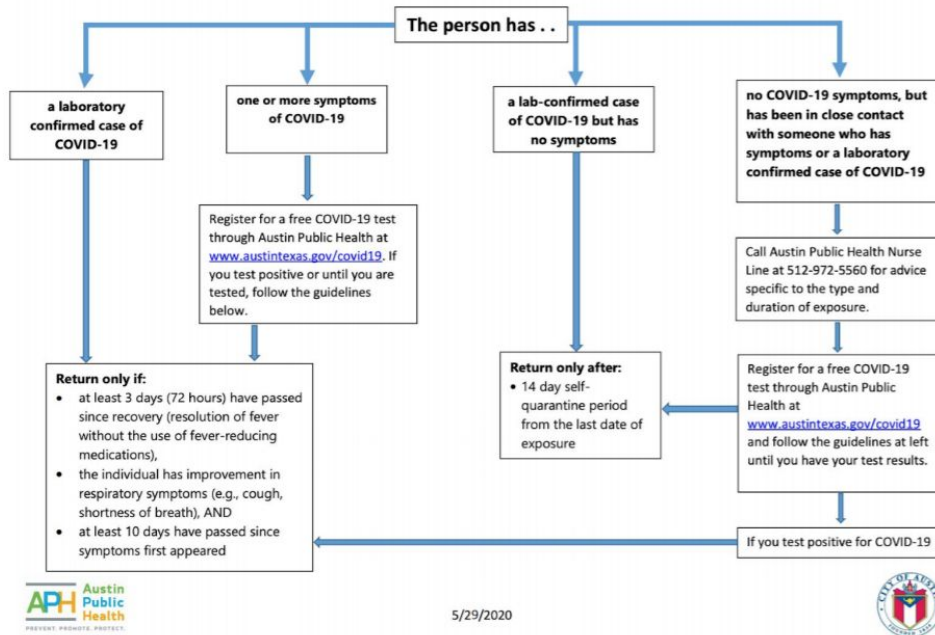 The person has . .
a laboratory
confirmed case of
COVID-19
one or more symptoms
of COVID-19
a lab-confirmed case
of COVID-19 but has
no symptoms
no COVID-19 symptoms, but
has been in close contact
with someone who has
symptoms or a laboratory
confirmed case of COVID-19
Register for a free COVID-19 test
through Austin Public Health at
www.austintexas.gov/covid19. If
you test positive or until you are
tested, follow the guidelines
below.
Call Austin Public Health Nurse
Line at 512-972-5560 for advice
specific to the type and
duration of exposure.
Return only if:
• at least 3 days (72 hours) have passed
since recovery (resolution of fever
without the use of fever-reducing
medications),
• the individual has improvement in
respiratory symptoms (e.g., cough,
shortness of breath), AND
• at least 10 days have passed since
symptoms first appeared
Return only after:
• 14 day self-
quarantine period
from the last date of
exposure
Register for a free COVID-19
test through Austin Public
Health at
www.austintexas.gov/covid19
and follow the guidelines at left
until you have your test results.
If you test positive for COVID-19
APH
Austin
Public
Health
PREVENT. PROMOTE. PROTECT.
5/29/2020
CITY OF AUSTIN